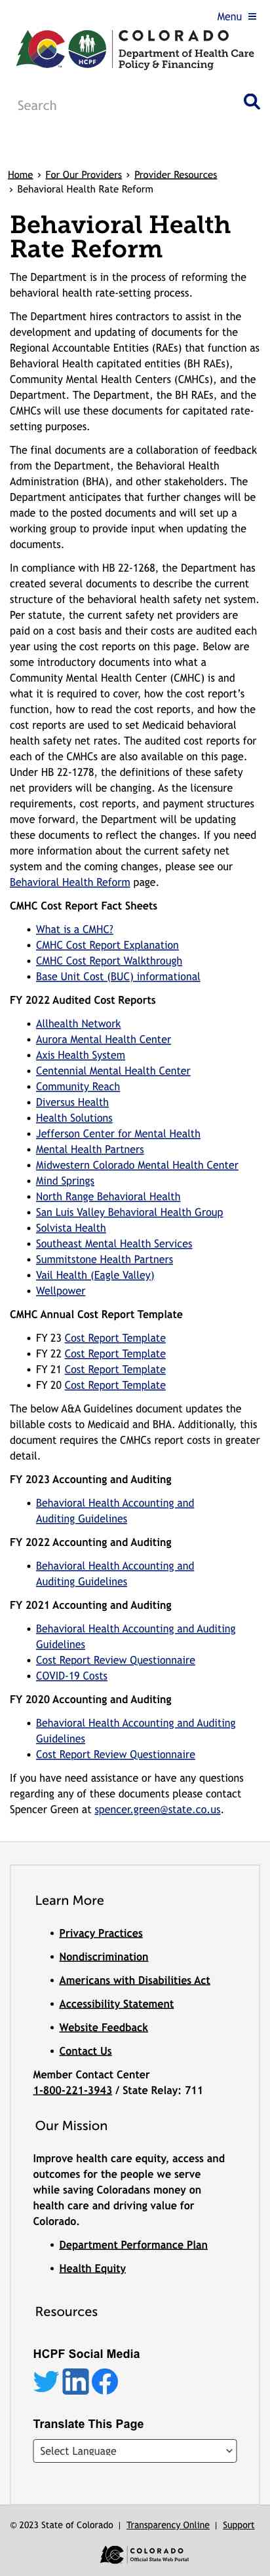 Menu
COLORADO
Department of Health Care
Policy & Financing
HCPF
Search
Home › For Our Providers › Provider Resources
› Behavioral Health Rate Reform
Behavioral Health
Rate Reform
The Department is in the process of reforming the
behavioral health rate-setting process.
The Department hires contractors to assist in the
development and updating of documents for the
Regional Accountable Entities (RAEs) that function as
Behavioral Health capitated entities (BH RAEs),
Community Mental Health Centers (CMHCs), and the
Department. The Department, the BH RAEs, and the
CMHCs will use these documents for capitated rate-
setting purposes.
The final documents are a collaboration of feedback
from the Department, the Behavioral Health
Administration (BHA), and other stakeholders. The
Department anticipates that further changes will be
made to the posted documents and will set up a
working group to provide input when updating the
documents.
In compliance with HB 22-1268, the Department has
created several documents to describe the current
structure of the behavioral health safety net system.
Per statute, the current safety net providers are
paid on a cost basis and their costs are audited each
year using the cost reports on this page. Below are
some introductory documents into what a
Community Mental Health Center (CMHC) is and
what it is required to cover, how the cost report’s
function, how to read the cost reports, and how the
cost reports are used to set Medicaid behavioral
health safety net rates. The audited cost reports for
each of the CMHCs are also available on this page.
Under HB 22-1278, the definitions of these safety
net providers will be changing. As the licensure
requirements, cost reports, and payment structures
move forward, the Department will be updating
these documents to reflect the changes. If you need
more information about the current safety net
system and the coming changes, please see our
Behavioral Health Reform page.
CMHC Cost Report Fact Sheets
• What is a CMHC?
• CMHC Cost Report Explanation
• CMHC Cost Report Walkthrough
• Base Unit Cost (BUC) informational
FY 2022 Audited Cost Reports
• Allhealth Network
• Aurora Mental Health Center
• Axis Health System
• Centennial Mental Health Center
• Community Reach
• Diversus Health
• Health Solutions
• Jefferson Center for Mental Health
• Mental Health Partners
• Midwestern Colorado Mental Health Center
• Mind Springs
• North Range Behavioral Health
• San Luis Valley Behavioral Health Group
• Solvista Health
• Southeast Mental Health Services
• Summitstone Health Partners
• Vail Health (Eagle Valley)
• Wellpower
CMHC Annual Cost Report Template
• FY 23 Cost Report Template
• FY 22 Cost Report Template
• FY 21 Cost Report Template
• FY 20 Cost Report Template
The below A&A Guidelines document updates the
billable costs to Medicaid and BHA. Additionally, this
document requires the CMHCs report costs in greater
detail.
FY 2023 Accounting and Auditing
• Behavioral Health Accounting and
Auditing Guidelines
FY 2022 Accounting and Auditing
• Behavioral Health Accounting and
Auditing Guidelines
FY 2021 Accounting and Auditing
• Behavioral Health Accounting and Auditing
Guidelines
• Cost Report Review Questionnaire
• COVID-19 Costs
FY 2020 Accounting and Auditing
• Behavioral Health Accounting and Auditing
Guidelines
• Cost Report Review Questionnaire
If you have need assistance or have any questions
regarding any of these documents please contact
Spencer Green at spencer.green@state.co.us.
Learn More
• Privacy Practices
• Nondiscrimination
• Americans with Disabilities Act
• Accessibility Statement
• Website Feedback
• Contact Us
Member Contact Center
1-800-221-3943 / State Relay: 711
Our Mission
Improve health care equity, access and
outcomes for the people we serve
while saving Coloradans money on
health care and driving value for
Colorado.
• Department Performance Plan
• Health Equity
Resources
HCPF Social Media
Translate This Page
Select Language
© 2023 State of Colorado | Transparency Online | Support
COLORADO
Official State Web Portal